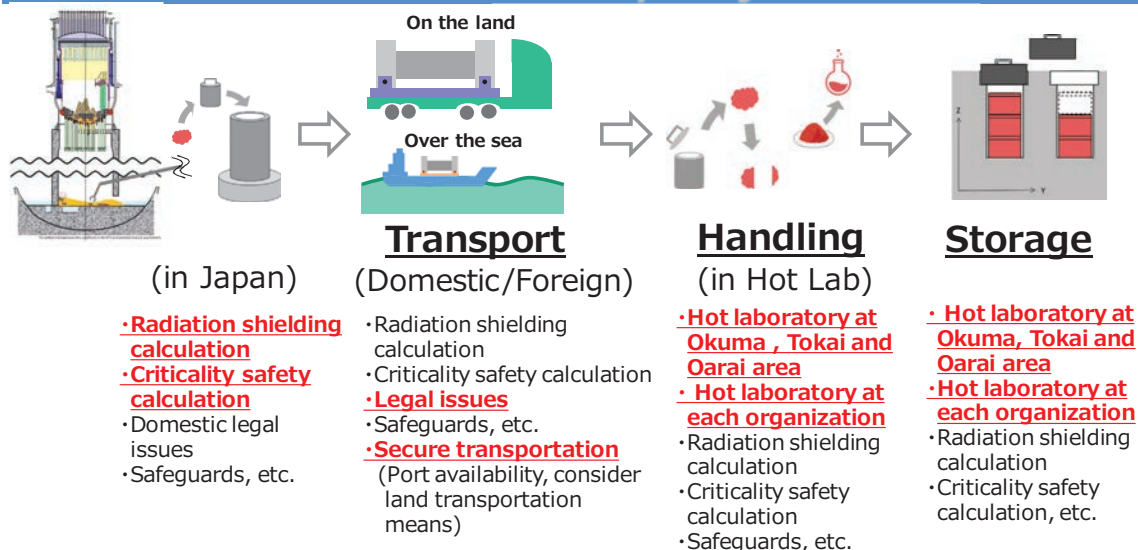 On the land
Over the sea
Z
Y
(in Japan)
・Radiation shielding
calculation
・Criticality safety
calculation
・Domestic legal
issues
・Safeguards, etc.
Transport
(Domestic/Foreign)
・Radiation shielding
calculation
・Criticality safety calculation
・Legal issues
・Safeguards, etc.
・Secure transportation
(Port availability, consider
land transportation
means)
Handling
(in Hot Lab)
・Hot laboratory at
Okuma , Tokai and
Oarai area
・ Hot laboratory at
each organization
・Radiation shielding
calculation
・Criticality safety
calculation
・Safeguards, etc.
Storage
・ Hot laboratory at
Okuma, Tokai and
Oarai area
・Hot laboratory at
each organization
・Radiation shielding
calculation
・Criticality safety
calculation, etc.